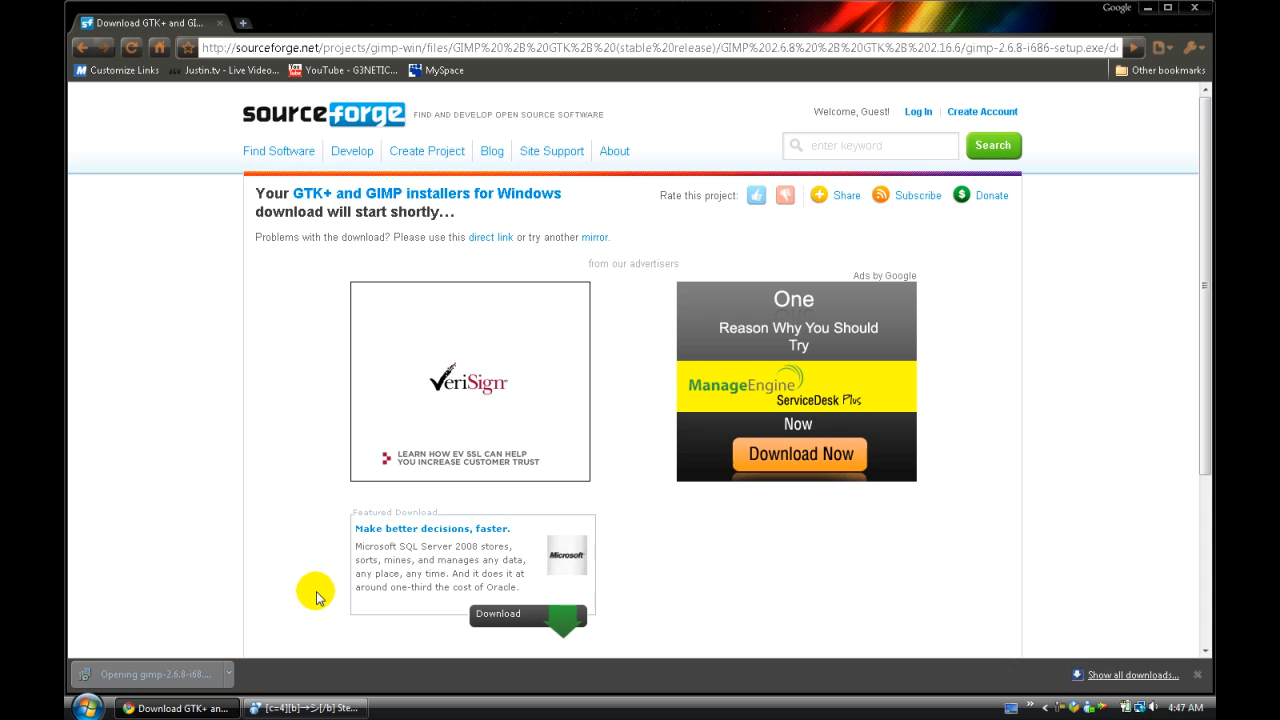 Google
Download GTK+ and GI...
http://sourceforge.net/projects/gimp-win/files/GIMP%20%2B%20GTK%2B%20(stable%20release)/GIMP%202.6.8%20%2B%20GTK%2B%202.16.6/gimp-2.6.8-i686-setup.exe/d
Customize Links
Justin.tv - Live Video...
YouTube - G3NETIC...
MySpace
Other bookmarks
sourceforge FIND AND DEVELOP OPEN SOURCE SOFTWARE
Welcome, Guest! Log In Create Account
Find Software Develop Create Project Blog Site Support About
enter keyword Search
Your GTK+ and GIMP installers for Windows
download will start shortly...
Rate this project: Share Subscribe Donate
Problems with the download? Please use this direct link or try another mirror.
from our advertisers
Ads by Google
VeriSign
LEARN HOW EV SSL CAN HELP
YOU INCREASE CUSTOMER TRUST
One
Reason Why You Should
Try
ManageEngine
ServiceDesk Plus
Now
Download Now
Featured Download
Make better decisions, faster.
Microsoft SQL Server 2008 stores,
sorts, mines, and manages any data,
any place, any time. And it does it at
around one-third the cost of Oracle.
Microsoft
Download
Opening gimp-2.6.8-i68....
Show all downloads...
Download GTK+ an...
[c=4][b]→シ[/b] Ste...
4:47 AM